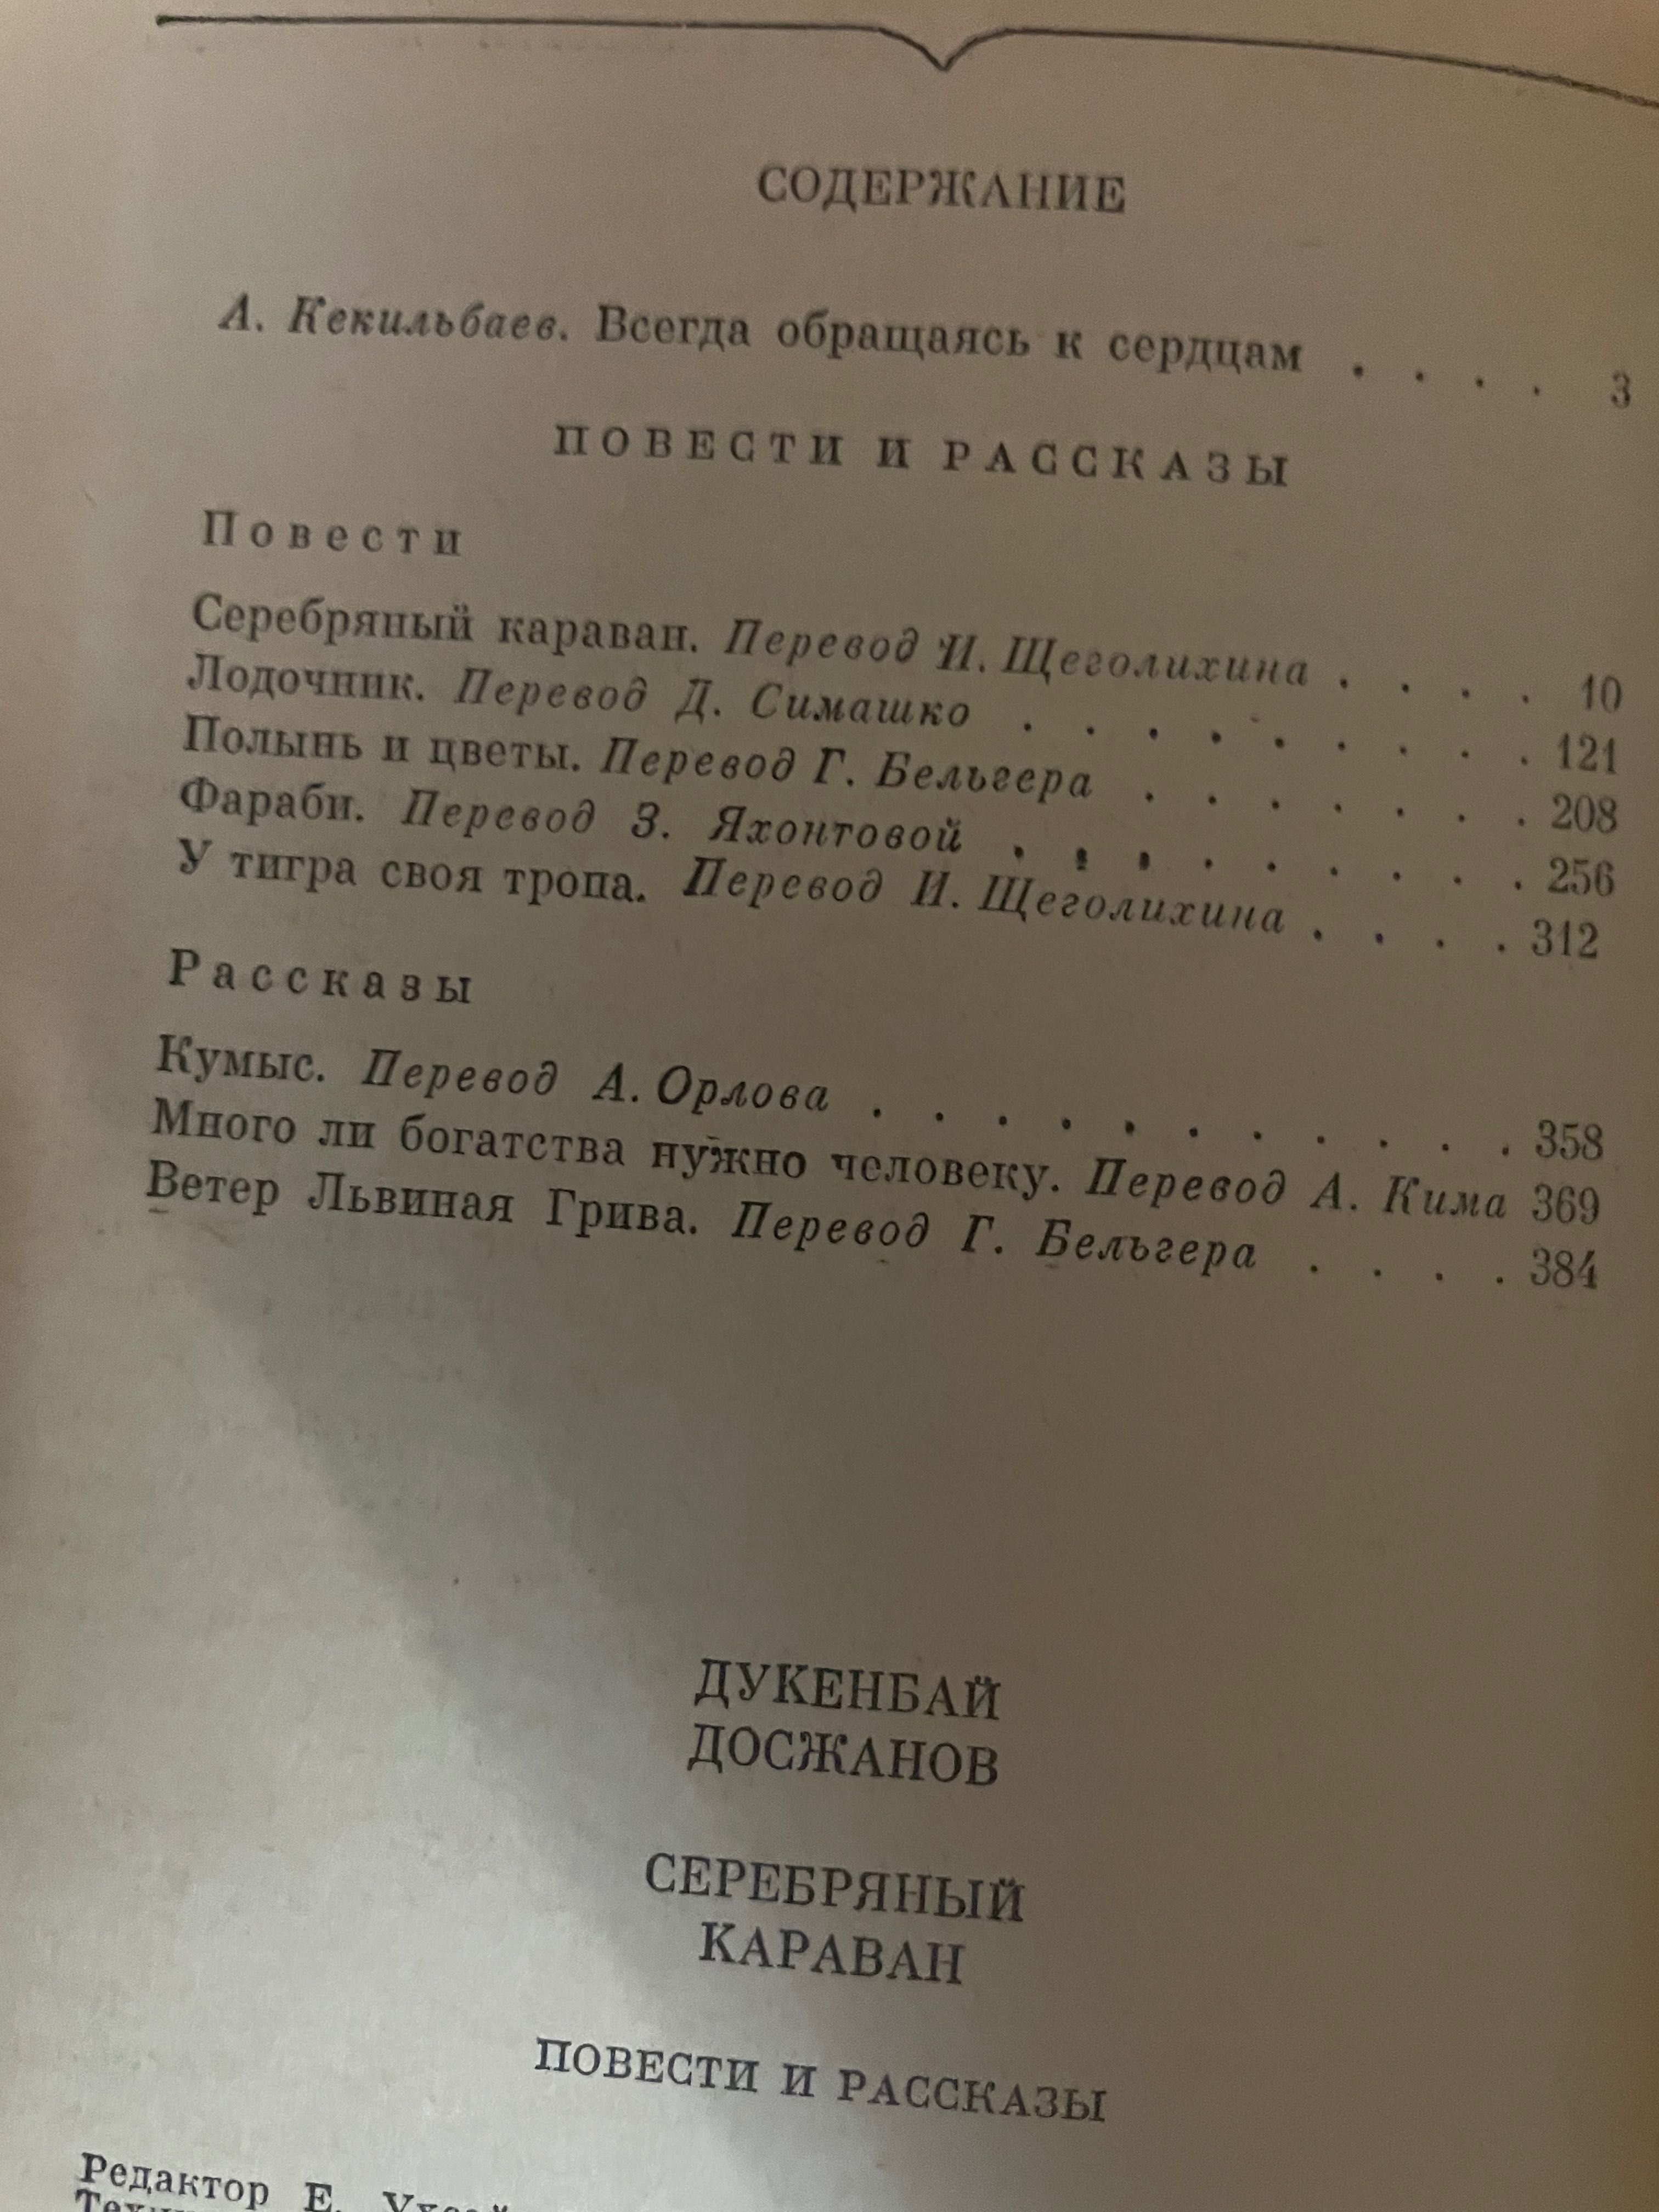 СОДЕРЖАНИЕ
А. Кекильбаев. Всегда обращаясь к сердцам . . . . 3
ПОВЕСТИ И РАССКАЗЫ
Повести
Серебряный караван. Перевод И. Щеголихина . . . . 10
Лодочник. Перевод Д. Симашко . . . . . . . . . 121
Полынь и цветы. Перевод Г. Бельгера . . . . . . . 208
Фараби. Перевод З. Яхонтовой . . . . . . . . . 256
У тигра своя тропа. Перевод И. Щеголихина . . . . 312
Рассказы
Кумыс. Перевод А. Орлова . . . . . . . . . . . 358
Много ли богатства нужно человеку. Перевод А. Кима 369
Ветер Львиная Грива. Перевод Г. Бельгера . . . . 384
ДУКЕНБАЙ
ДОСЖАНОВ
СЕРЕБРЯНЫЙ
КАРАВАН
ПОВЕСТИ И РАССКАЗЫ
Редактор Е.